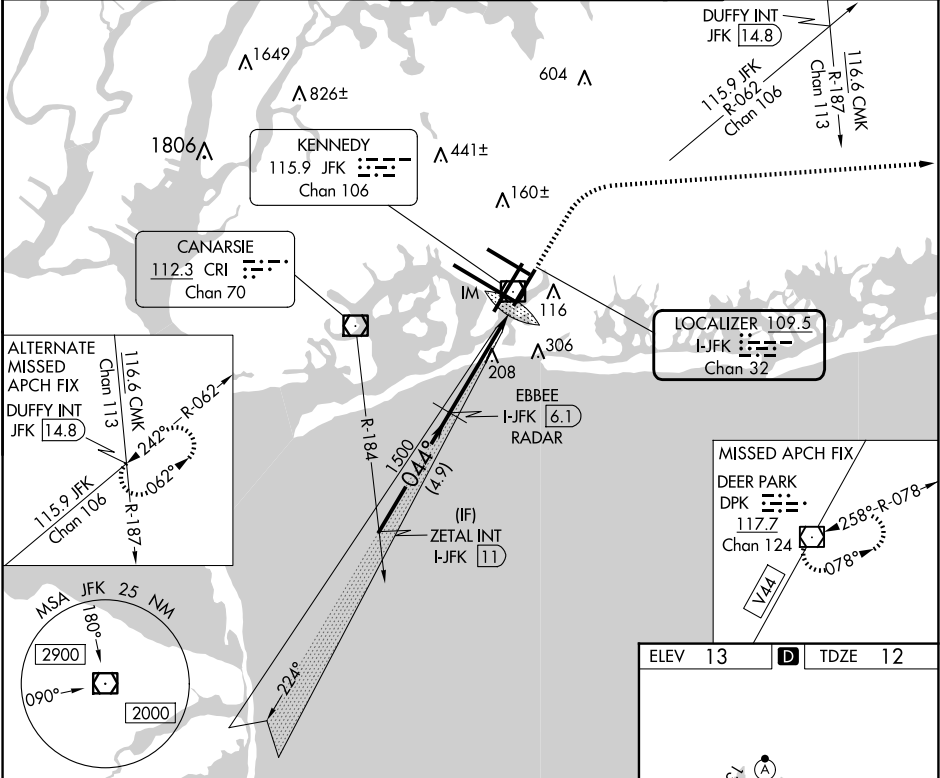 DUFFY INT
JFK 14.8
115.9 JFK
R-062
Chan 106
116.6 CMK
R-187
Chan 113
1649
826±
604
1806
441±
160±
KENNEDY
115.9 JFK
Chan 106
CANARSIE
112.3 CRI
Chan 70
IM
116
306
208
LOCALIZER 109.5
I-JFK
Chan 32
ALTERNATE
MISSED
APCH FIX
DUFFY INT
JFK 14.8
116.6 CMK
Chan 113
R-062
242°
062°
115.9 JFK
Chan 106
R-187
R-184
1500
044°
(4.9)
EBBEE
I-JFK 6.1
RADAR
(IF)
ZETAL INT
I-JFK 11
224°
MISSED APCH FIX
DEER PARK
DPK
117.7
Chan 124
258°
R-078
078°
V44
MSA JFK 25 NM
180°
2900
090°
2000
ELEV 13
D
TDZE 12
A